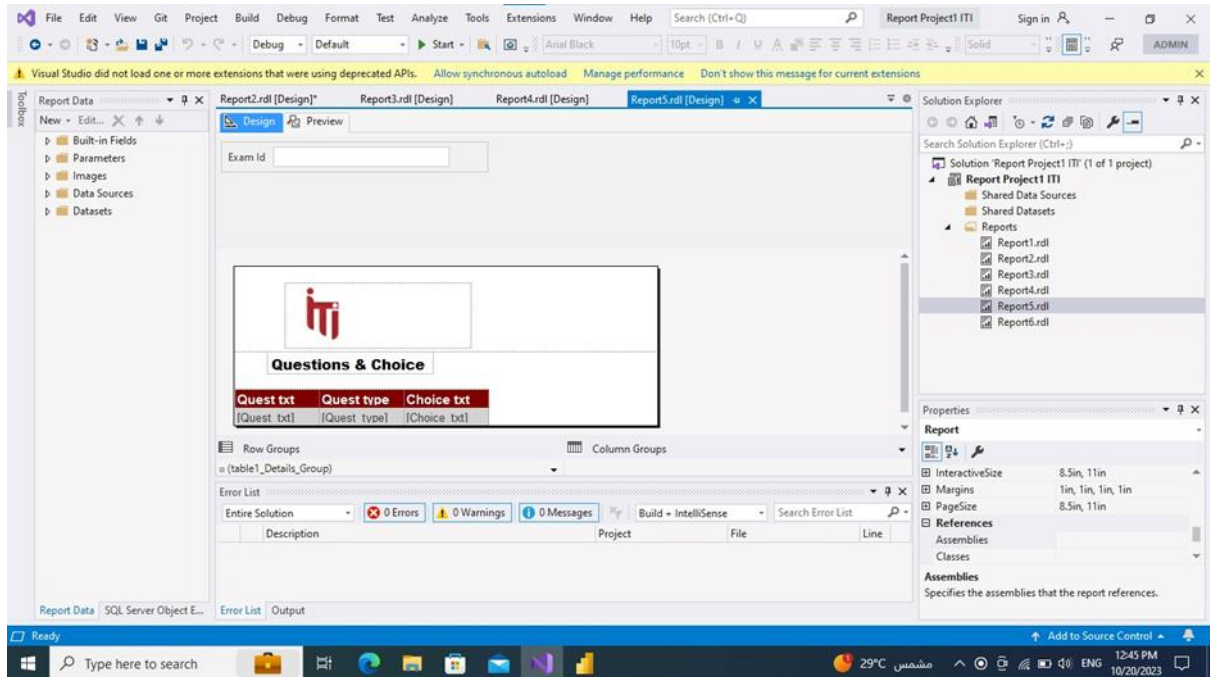 File Edit View Git Project Build Debug Format Test Analyze Tools Extensions Window Help Search (Ctrl+Q) Report Project1 ITI Sign in
Debug Default Start Arial Black 10pt B I U A Solid ADMIN
Visual Studio did not load one or more extensions that were using deprecated APIs. Allow synchronous autoload Manage performance Don't show this message for current extensions
Toolbox
Report Data
New Edit...
Built-in Fields
Parameters
Images
Data Sources
Datasets
Report Data SQL Server Object E...
Report2.rdl [Design]* Report3.rdl [Design] Report4.rdl [Design] Report5.rdl [Design]
Design Preview
Exam Id
iTi
Questions & Choice
Quest txt Quest type Choice txt
[Quest_txt] [Quest_type] [Choice_txt]
Row Groups Column Groups
(table1_Details_Group)
Error List
Entire Solution 0 Errors 0 Warnings 0 Messages Build + IntelliSense Search Error List
Description Project File Line
Error List Output
Solution Explorer
Search Solution Explorer (Ctrl+;)
Solution 'Report Project1 ITI' (1 of 1 project)
Report Project1 ITI
Shared Data Sources
Shared Datasets
Reports
Report1.rdl
Report2.rdl
Report3.rdl
Report4.rdl
Report5.rdl
Report6.rdl
Properties
Report
InteractiveSize 8.5in, 11in
Margins 1in, 1in, 1in, 1in
PageSize 8.5in, 11in
References
Assemblies
Classes
Assemblies
Specifies the assemblies that the report references.
Ready Add to Source Control
Type here to search 29°C مشمس ENG 12:45 PM
10/20/2023